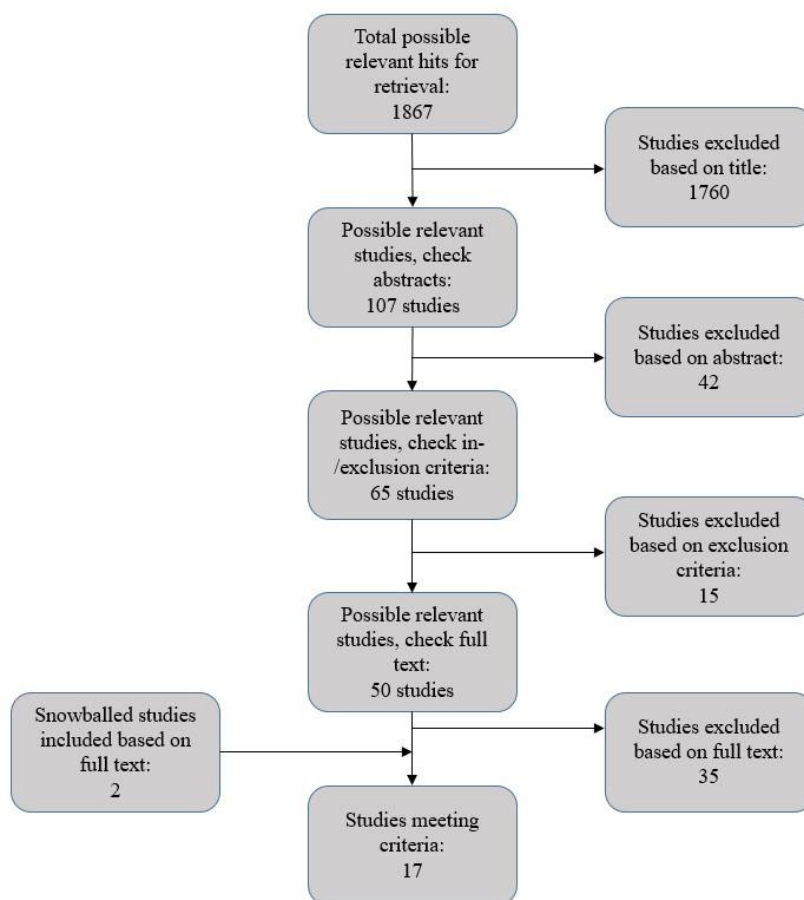 Total possible
relevant hits for
retrieval:
1867
Studies excluded
based on title:
1760
Possible relevant
studies, check
abstracts:
107 studies
Studies excluded
based on abstract:
42
Possible relevant
studies, check in-
/exclusion criteria:
65 studies
Studies excluded
based on exclusion
criteria:
15
Possible relevant
studies, check full
text:
50 studies
Snowballed studies
included based on
full text:
2
Studies excluded
based on full text:
35
Studies meeting
criteria:
17